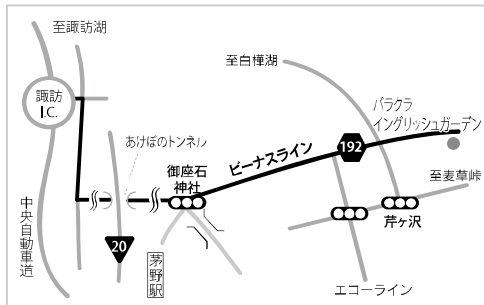 至諏訪湖
諏訪
I.C.
あけぼのトンネル
御座石
神社
ビーナスライン
192
至白樺湖
バラクラ
イングリッシュガーデン
至麦草峠
芹ヶ沢
エコーライン
中央自動車道
20
茅野駅